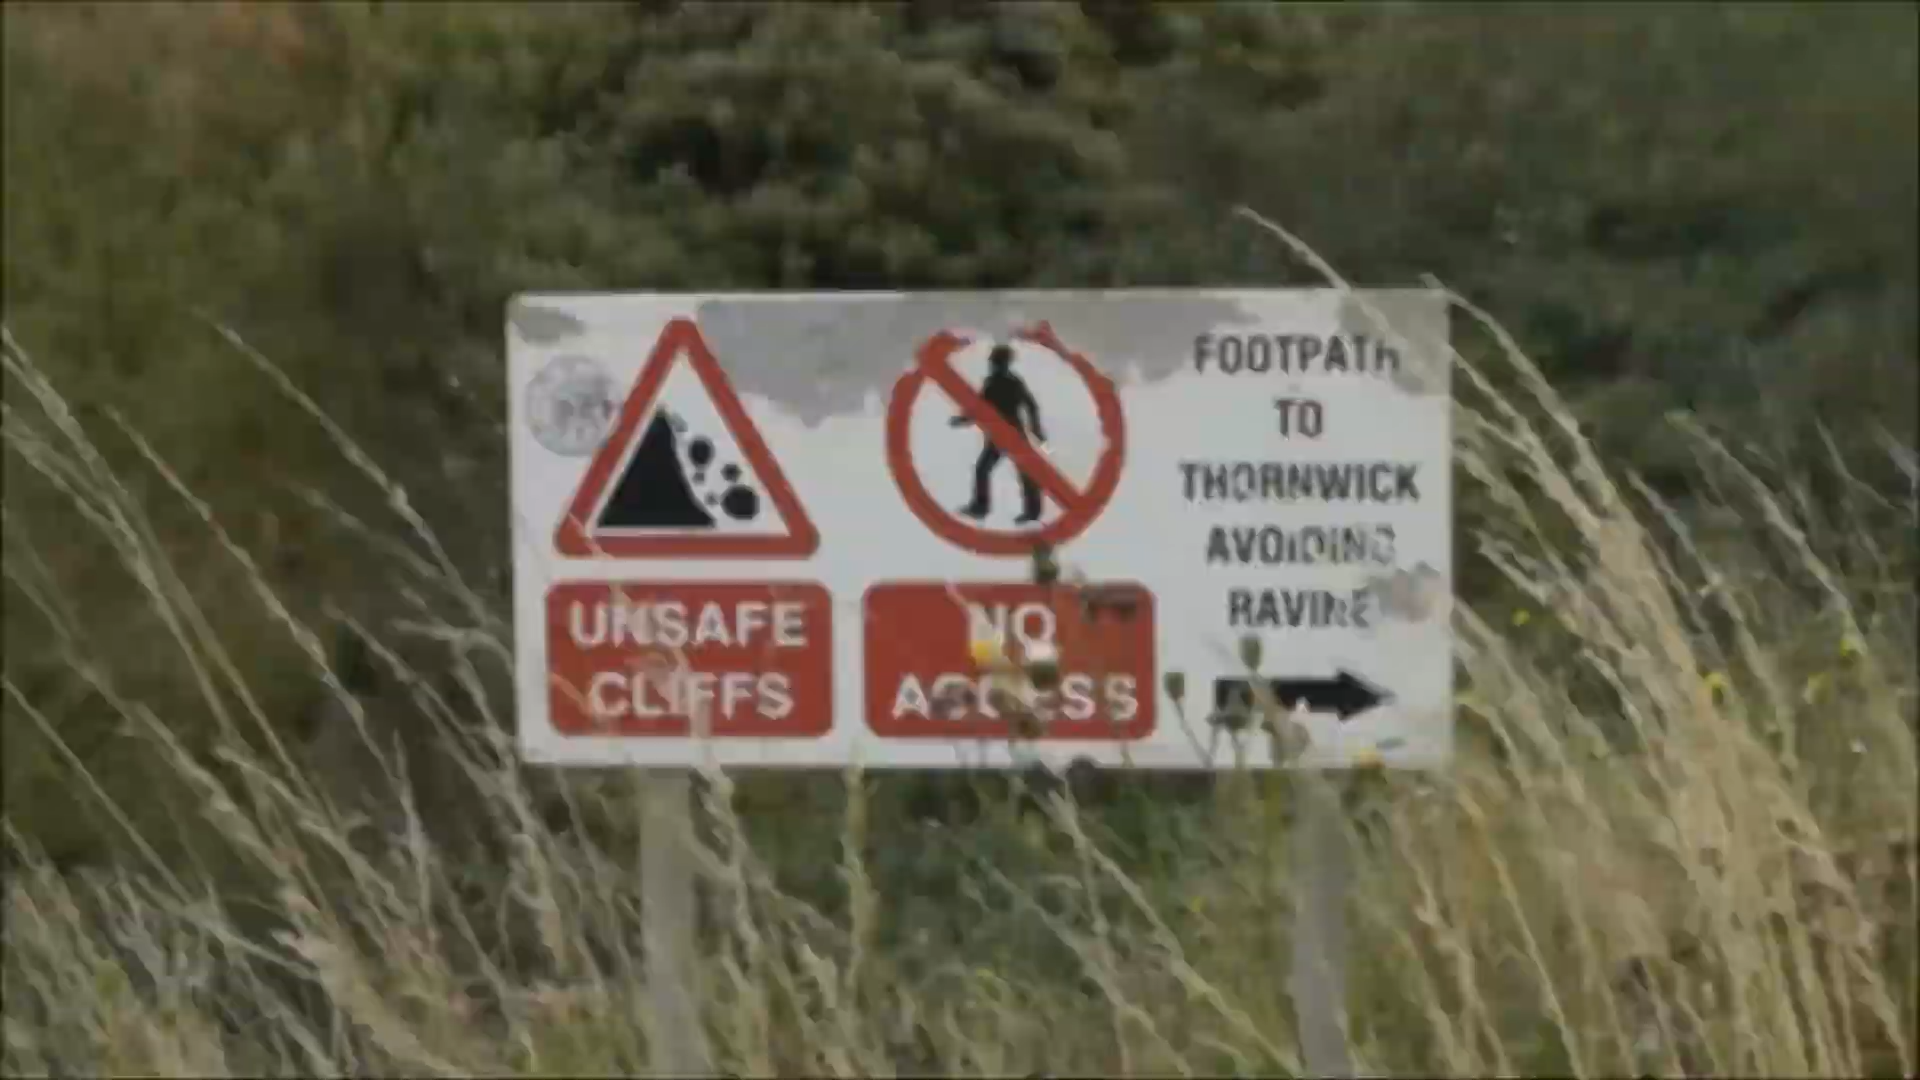 UNSAFE
CLIFFS
NO
ACCESS
FOOTPATH
TO
THORNWICK
AVOIDING
RAVINE